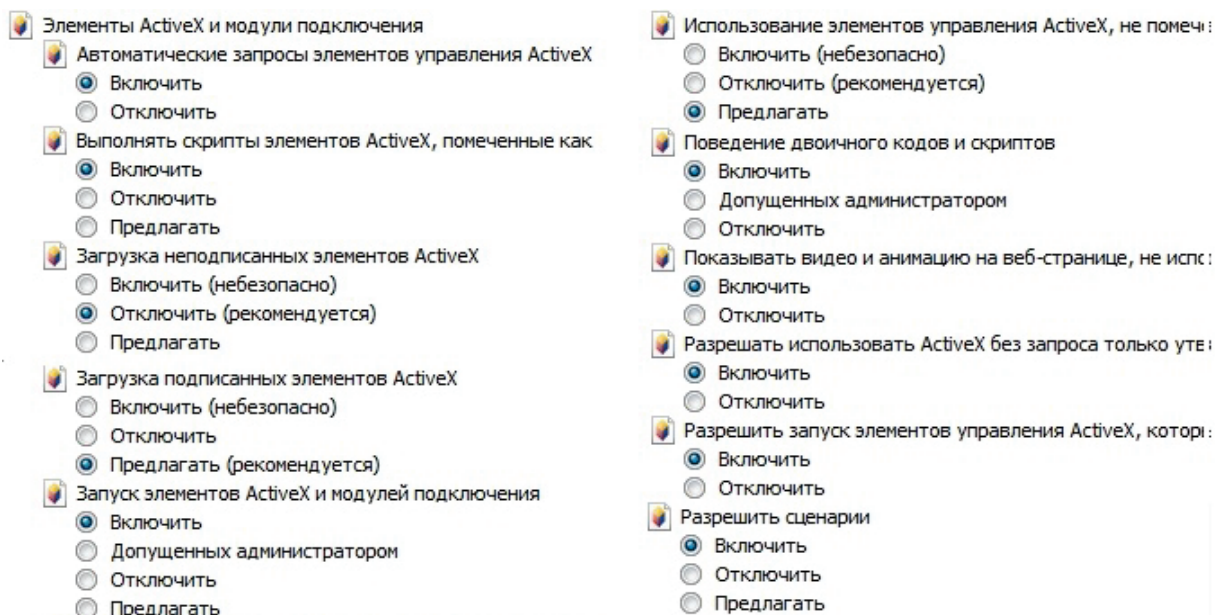 Элементы ActiveX и модули подключения
Автоматические запросы элементов управления ActiveX
Включить
Отключить
Выполнять скрипты элементов ActiveX, помеченные как
Включить
Отключить
Предлагать
Загрузка неподписанных элементов ActiveX
Включить (небезопасно)
Отключить (рекомендуется)
Предлагать
Загрузка подписанных элементов ActiveX
Включить (небезопасно)
Отключить
Предлагать (рекомендуется)
Запуск элементов ActiveX и модулей подключения
Включить
Допущенных администратором
Отключить
Предлагать
Использование элементов управления ActiveX, не
Включить (небезопасно)
Отключить (рекомендуется)
Предлагать
Поведение двоичного кодов и скриптов
Включить
Допущенных администратором
Отключить
Показывать видео и анимацию на веб-странице, не
Включить
Отключить
Разрешать использовать ActiveX без запроса только
Включить
Отключить
Разрешить запуск элементов управления ActiveX,
Включить
Отключить
Разрешить сценарии
Включить
Отключить
Предлагать